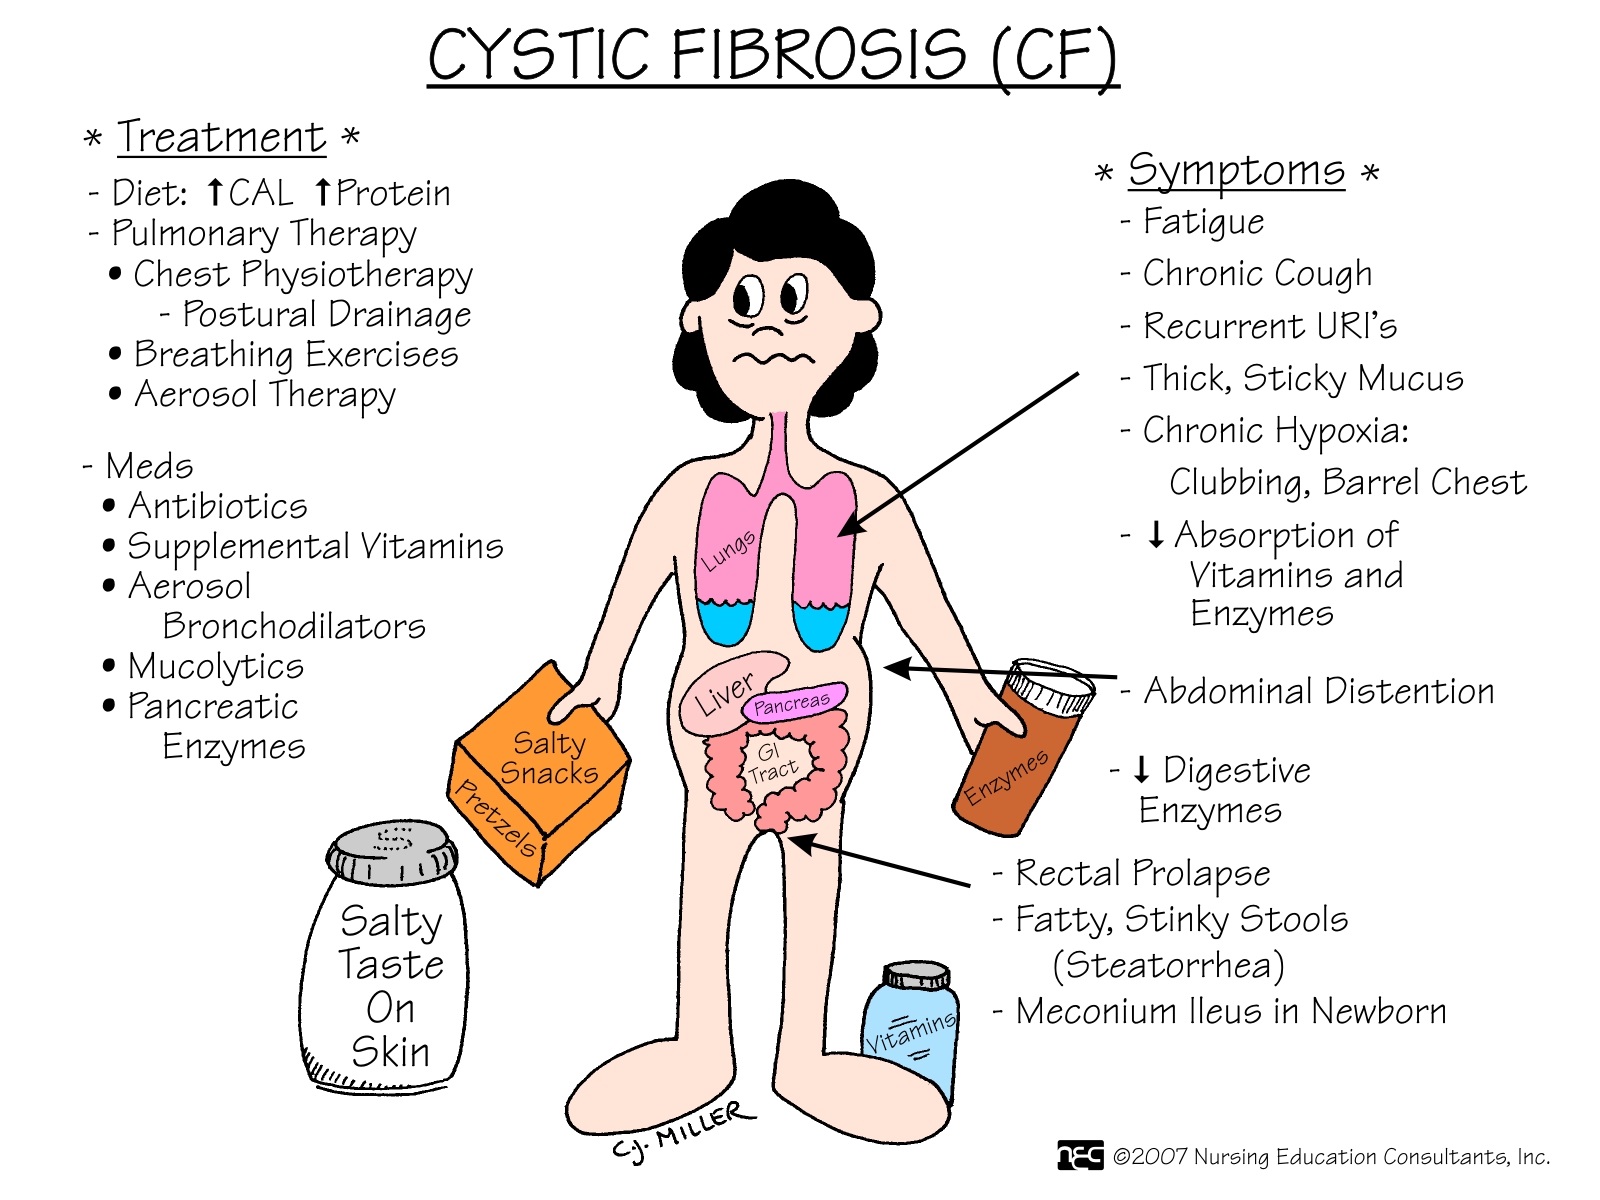 CYSTIC FIBROSIS (CF)
* Treatment *
- Diet: ↑CAL ↑Protein
- Pulmonary Therapy
• Chest Physiotherapy
- Postural Drainage
• Breathing Exercises
• Aerosol Therapy
- Meds
• Antibiotics
• Supplemental Vitamins
• Aerosol
Bronchodilators
• Mucolytics
• Pancreatic
Enzymes
* Symptoms *
- Fatigue
- Chronic Cough
- Recurrent URI's
- Thick, Sticky Mucus
- Chronic Hypoxia:
Clubbing, Barrel Chest
- ↓ Absorption of
Vitamins and
Enzymes
- Abdominal Distention
- ↓ Digestive
Enzymes
- Rectal Prolapse
- Fatty, Stinky Stools
(Steatorrhea)
- Meconium Ileus in Newborn
Lungs
Liver
Pancreas
GI
Tract
Salty
Snacks
Pretzels
Enzymes
Salty
Taste
On
Skin
Vitamins
C.J. MILLER
nec ©2007 Nursing Education Consultants, Inc.